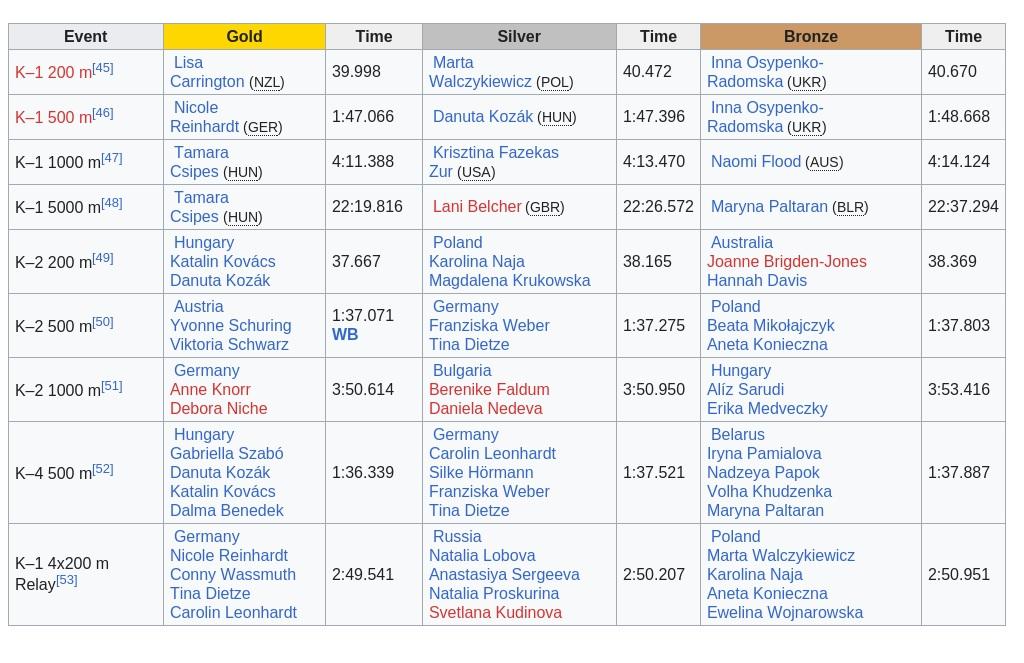 Event Gold Time Silver Time Bronze Time
K–1 200 m[45] Lisa Carrington (NZL) 39.998 Marta Walczykiewicz (POL) 40.472 Inna Osypenko-Radomska (UKR) 40.670
K–1 500 m[46] Nicole Reinhardt (GER) 1:47.066 Danuta Kozák (HUN) 1:47.396 Inna Osypenko-Radomska (UKR) 1:48.668
K–1 1000 m[47] Tamara Csipes (HUN) 4:11.388 Krisztina Fazekas Zur (USA) 4:13.470 Naomi Flood (AUS) 4:14.124
K–1 5000 m[48] Tamara Csipes (HUN) 22:19.816 Lani Belcher (GBR) 22:26.572 Maryna Paltaran (BLR) 22:37.294
K–2 200 m[49] Hungary Katalin Kovács Danuta Kozák 37.667 Poland Karolina Naja Magdalena Krukowska 38.165 Australia Joanne Brigden-Jones Hannah Davis 38.369
K–2 500 m[50] Austria Yvonne Schuring Viktoria Schwarz 1:37.071 WB Germany Franziska Weber Tina Dietze 1:37.275 Poland Beata Mikołajczyk Aneta Konieczna 1:37.803
K–2 1000 m[51] Germany Anne Knorr Debora Niche 3:50.614 Bulgaria Berenike Faldum Daniela Nedeva 3:50.950 Hungary Alíz Sarudi Erika Medveczky 3:53.416
K–4 500 m[52] Hungary Gabriella Szabó Danuta Kozák Katalin Kovács Dalma Benedek 1:36.339 Germany Carolin Leonhardt Silke Hörmann Franziska Weber Tina Dietze 1:37.521 Belarus Iryna Pamialova Nadzeya Papok Volha Khudzenka Maryna Paltaran 1:37.887
K–1 4x200 m Relay[53] Germany Nicole Reinhardt Conny Wassmuth Tina Dietze Carolin Leonhardt 2:49.541 Russia Natalia Lobova Anastasiya Sergeeva Natalia Proskurina Svetlana Kudinova 2:50.207 Poland Marta Walczykiewicz Karolina Naja Aneta Konieczna Ewelina Wojnarowska 2:50.951